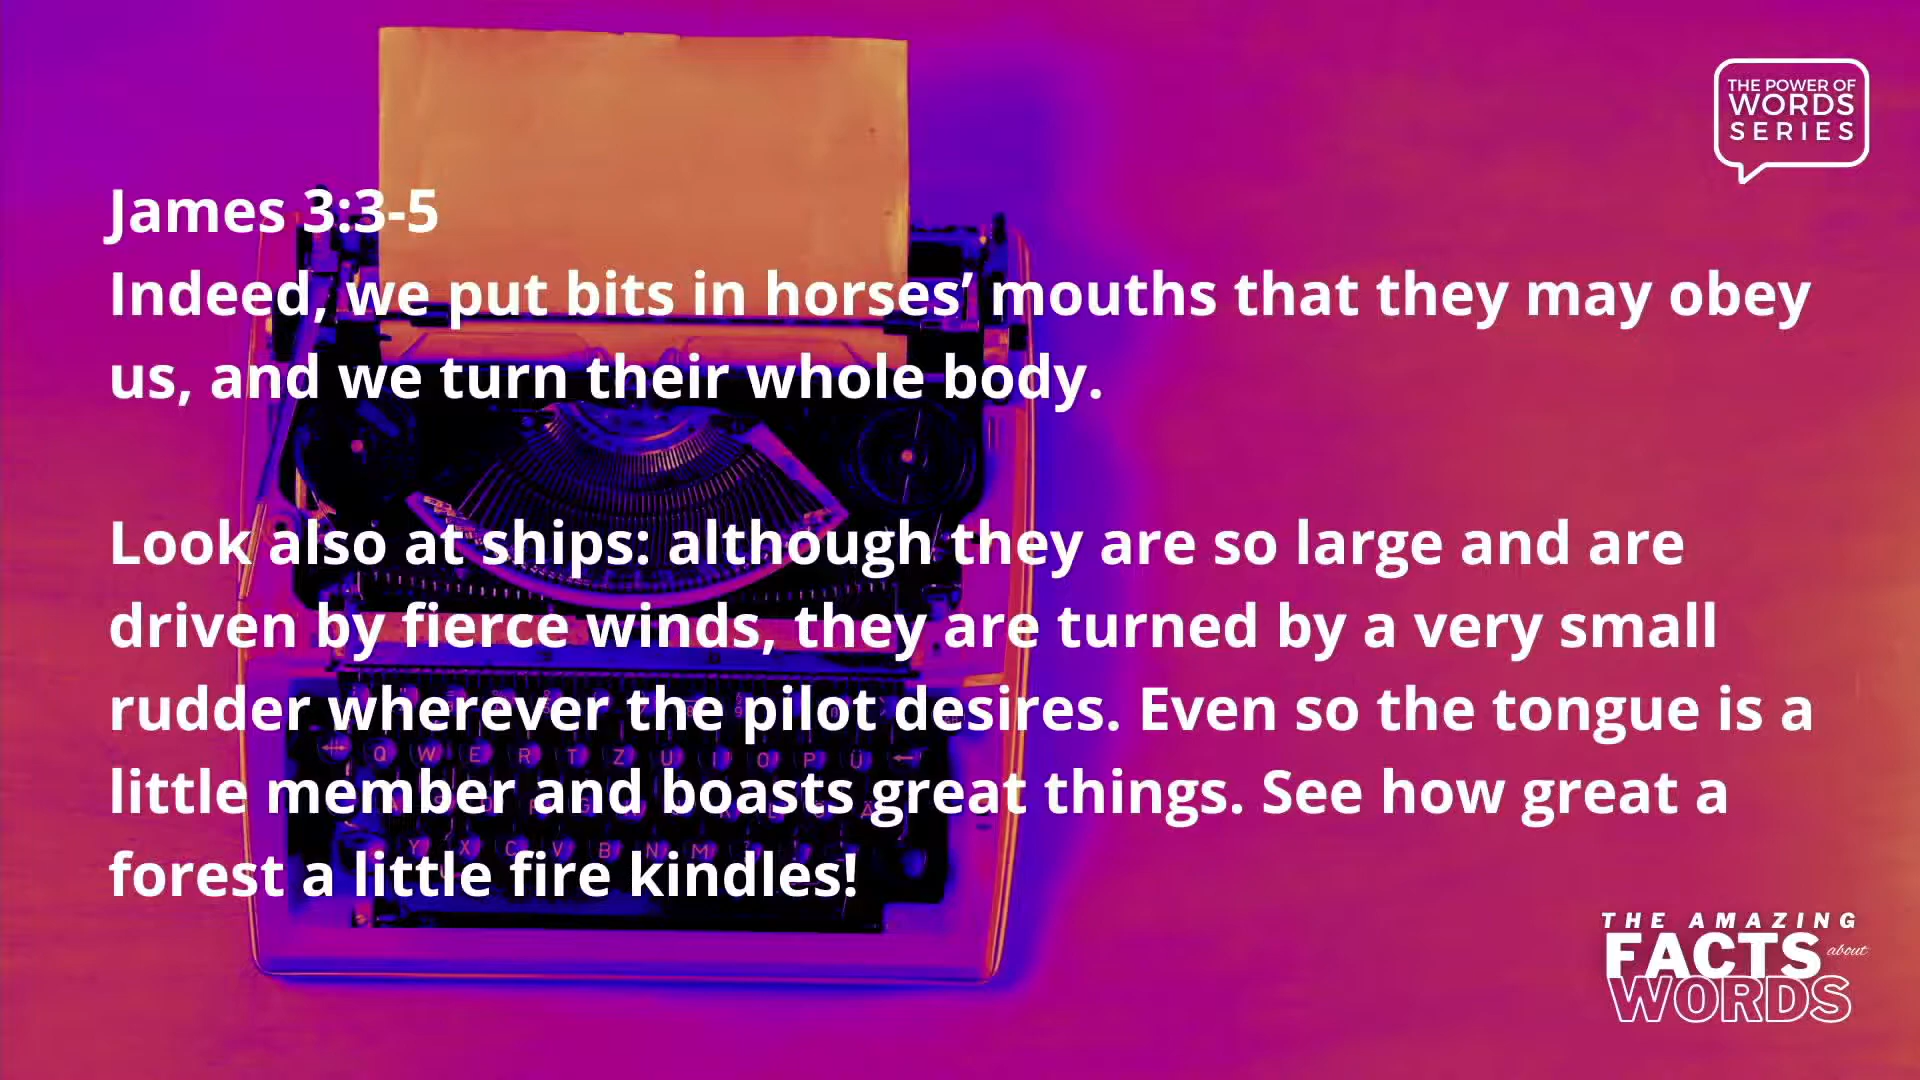 THE POWER OF
WORDS
SERIES
James 3:3-5
Indeed, we put bits in horses’ mouths that they may obey
us, and we turn their whole body.
Look also at ships: although they are so large and are
driven by fierce winds, they are turned by a very small
rudder wherever the pilot desires. Even so the tongue is a
little member and boasts great things. See how great a
forest a little fire kindles!
Q W E R T Z U I O P Ü
Y X C V B N M
THE AMAZING
FACTS about
WORDS